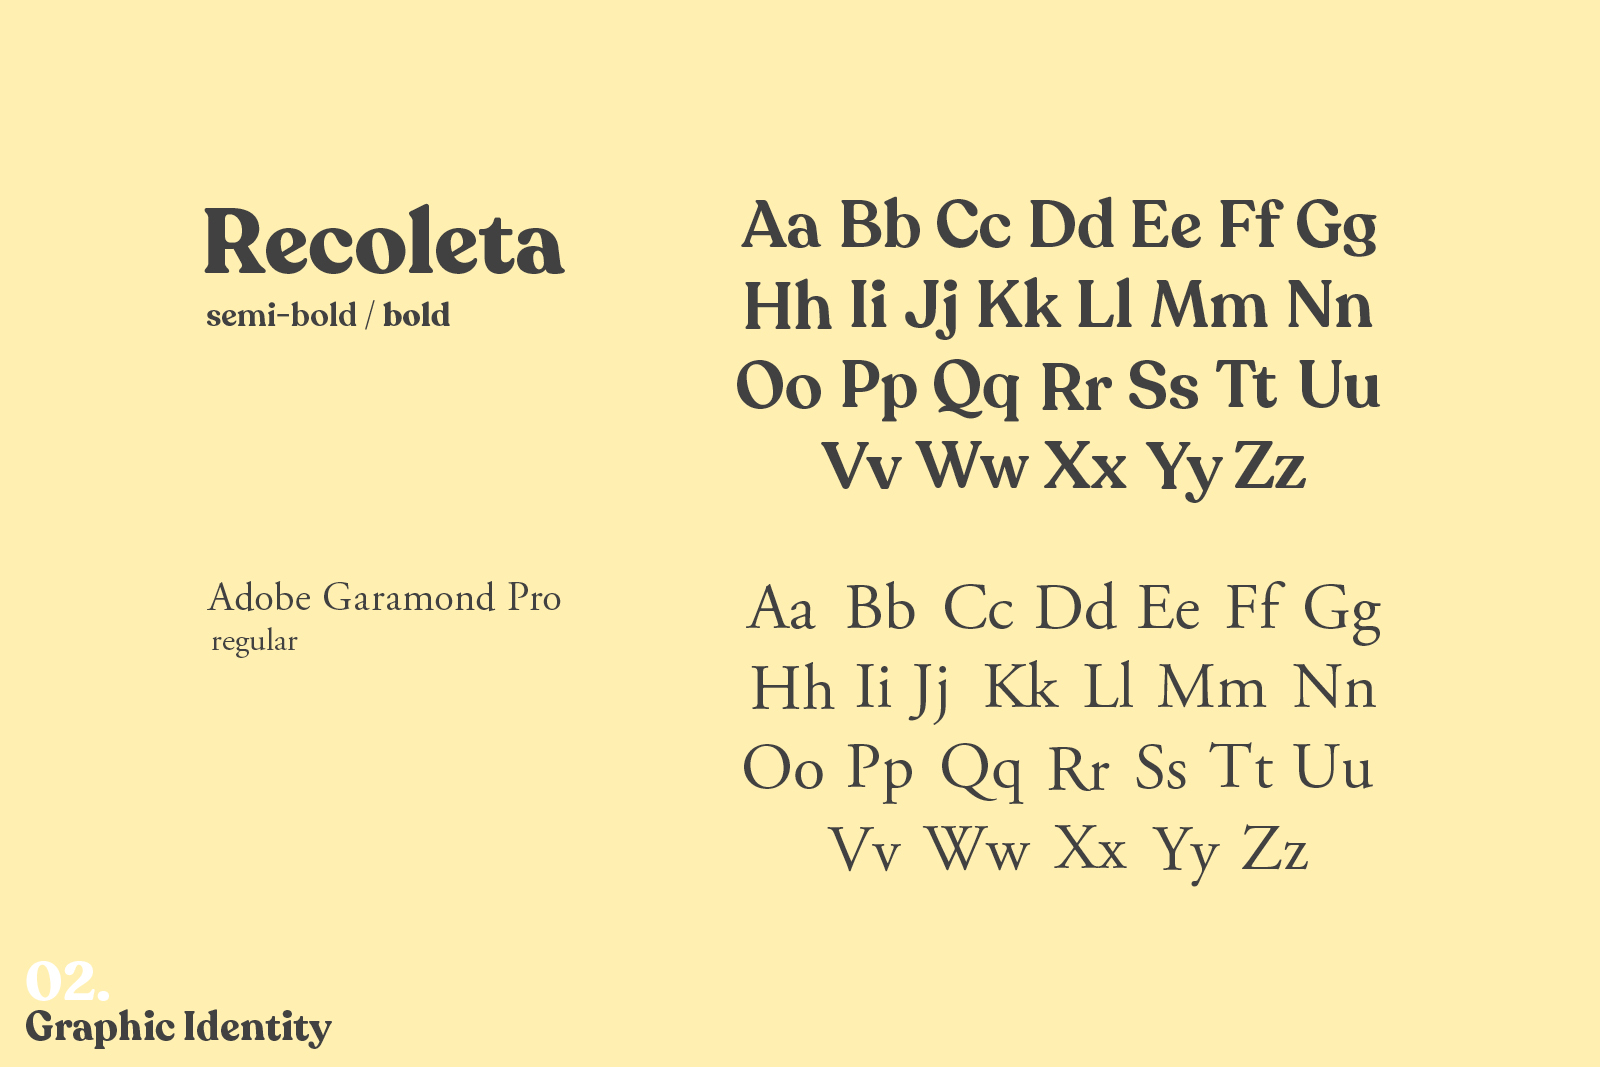 Recoleta
semi-bold / bold
Aa Bb Cc Dd Ee Ff Gg
Hh Ii Jj Kk Ll Mm Nn
Oo Pp Qq Rr Ss Tt Uu
Vv Ww Xx Yy Zz
Adobe Garamond Pro
regular
Aa Bb Cc Dd Ee Ff Gg
Hh Ii Jj Kk Ll Mm Nn
Oo Pp Qq Rr Ss Tt Uu
Vv Ww Xx Yy Zz
02.
Graphic Identity